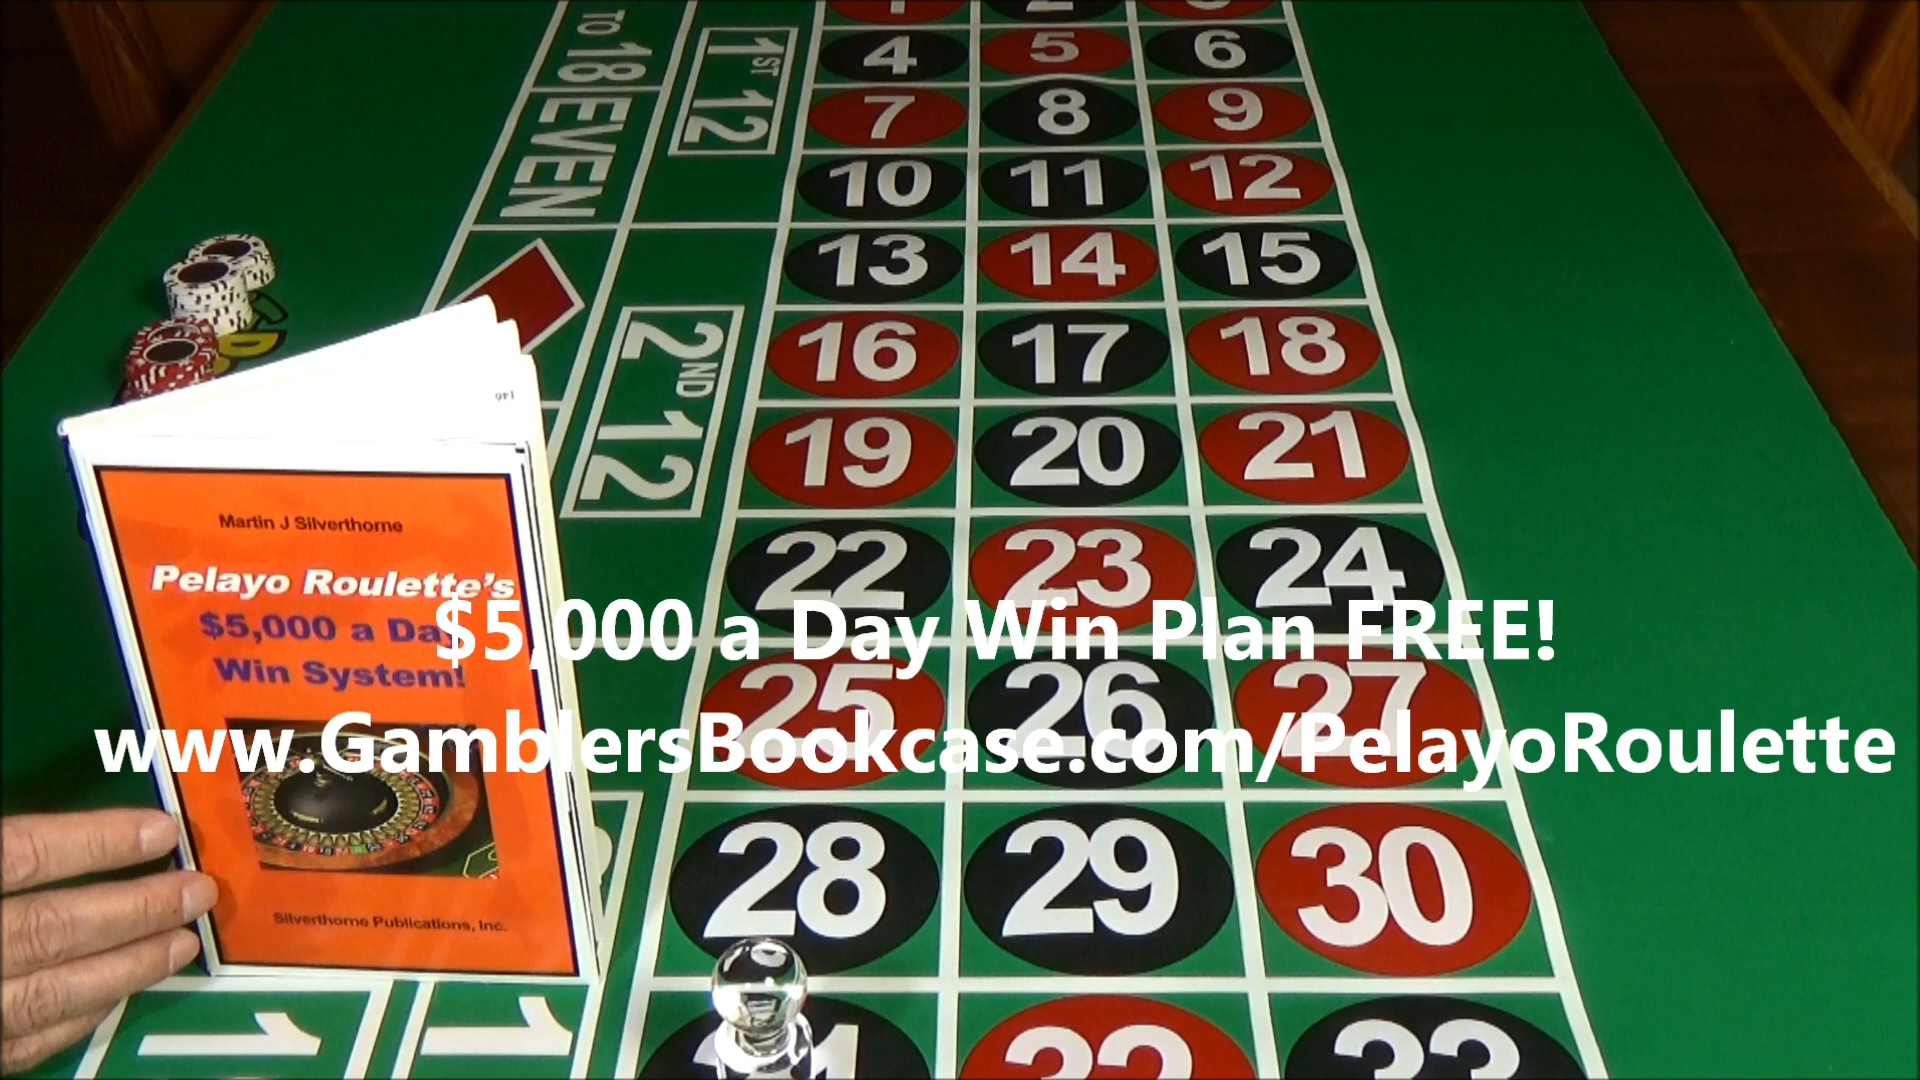 TO 18
EVEN
1ST 12
2ND 12
4 5 6
7 8 9
10 11 12
13 14 15
16 17 18
19 20 21
22 23 24
25 26 27
28 29 30
146
Martin J Silverthorne
Pelayo Roulette's
$5,000 a Day
Win System!
Silverthorne Publications, Inc.
$5,000 a Day Win Plan FREE!
www.GamblersBookcase.com/PelayoRoulette